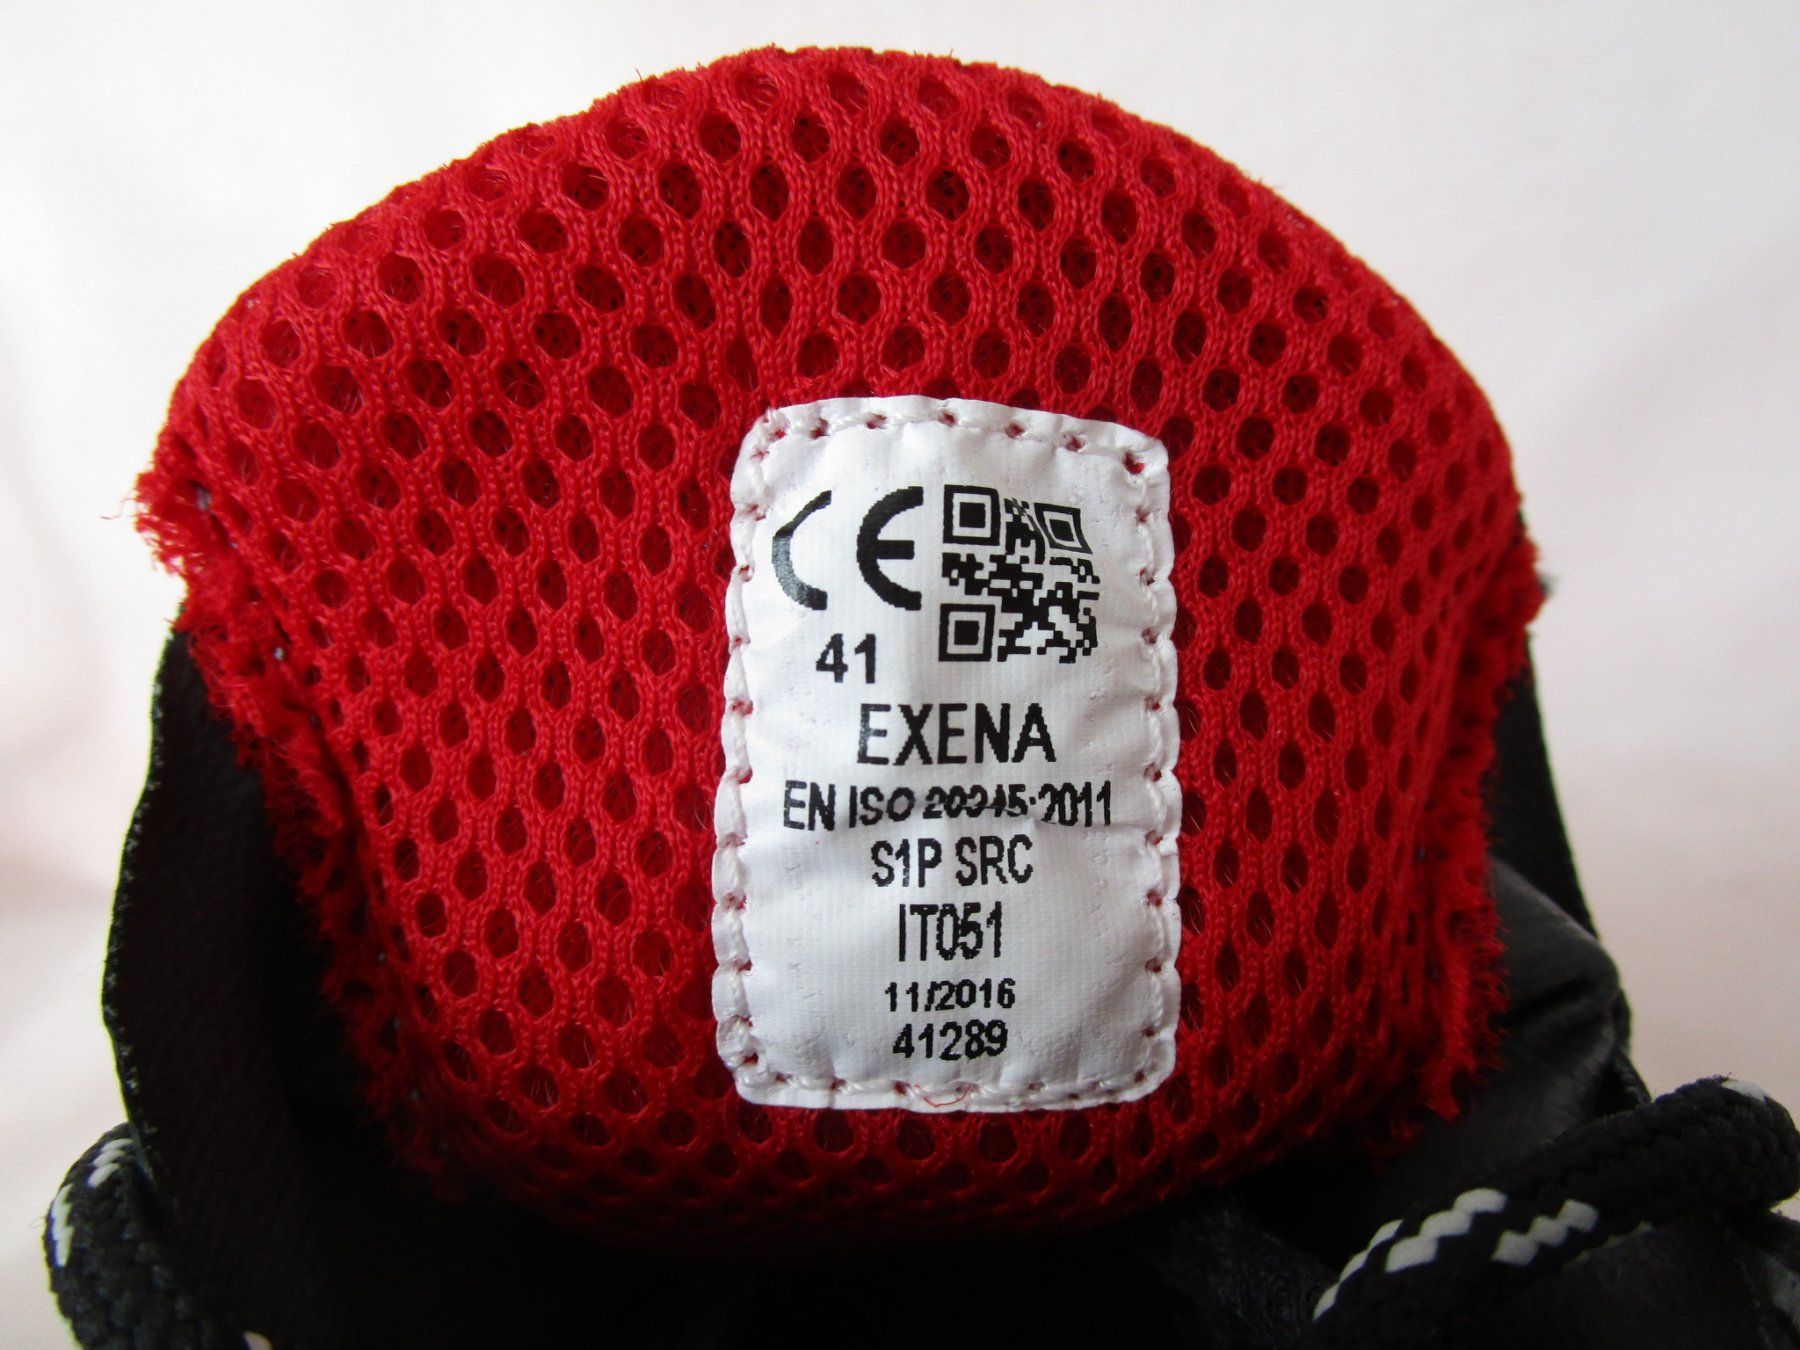 CE
41
EXENA
EN ISO 20345:2011
S1P SRC
IT051
11/2016
41289